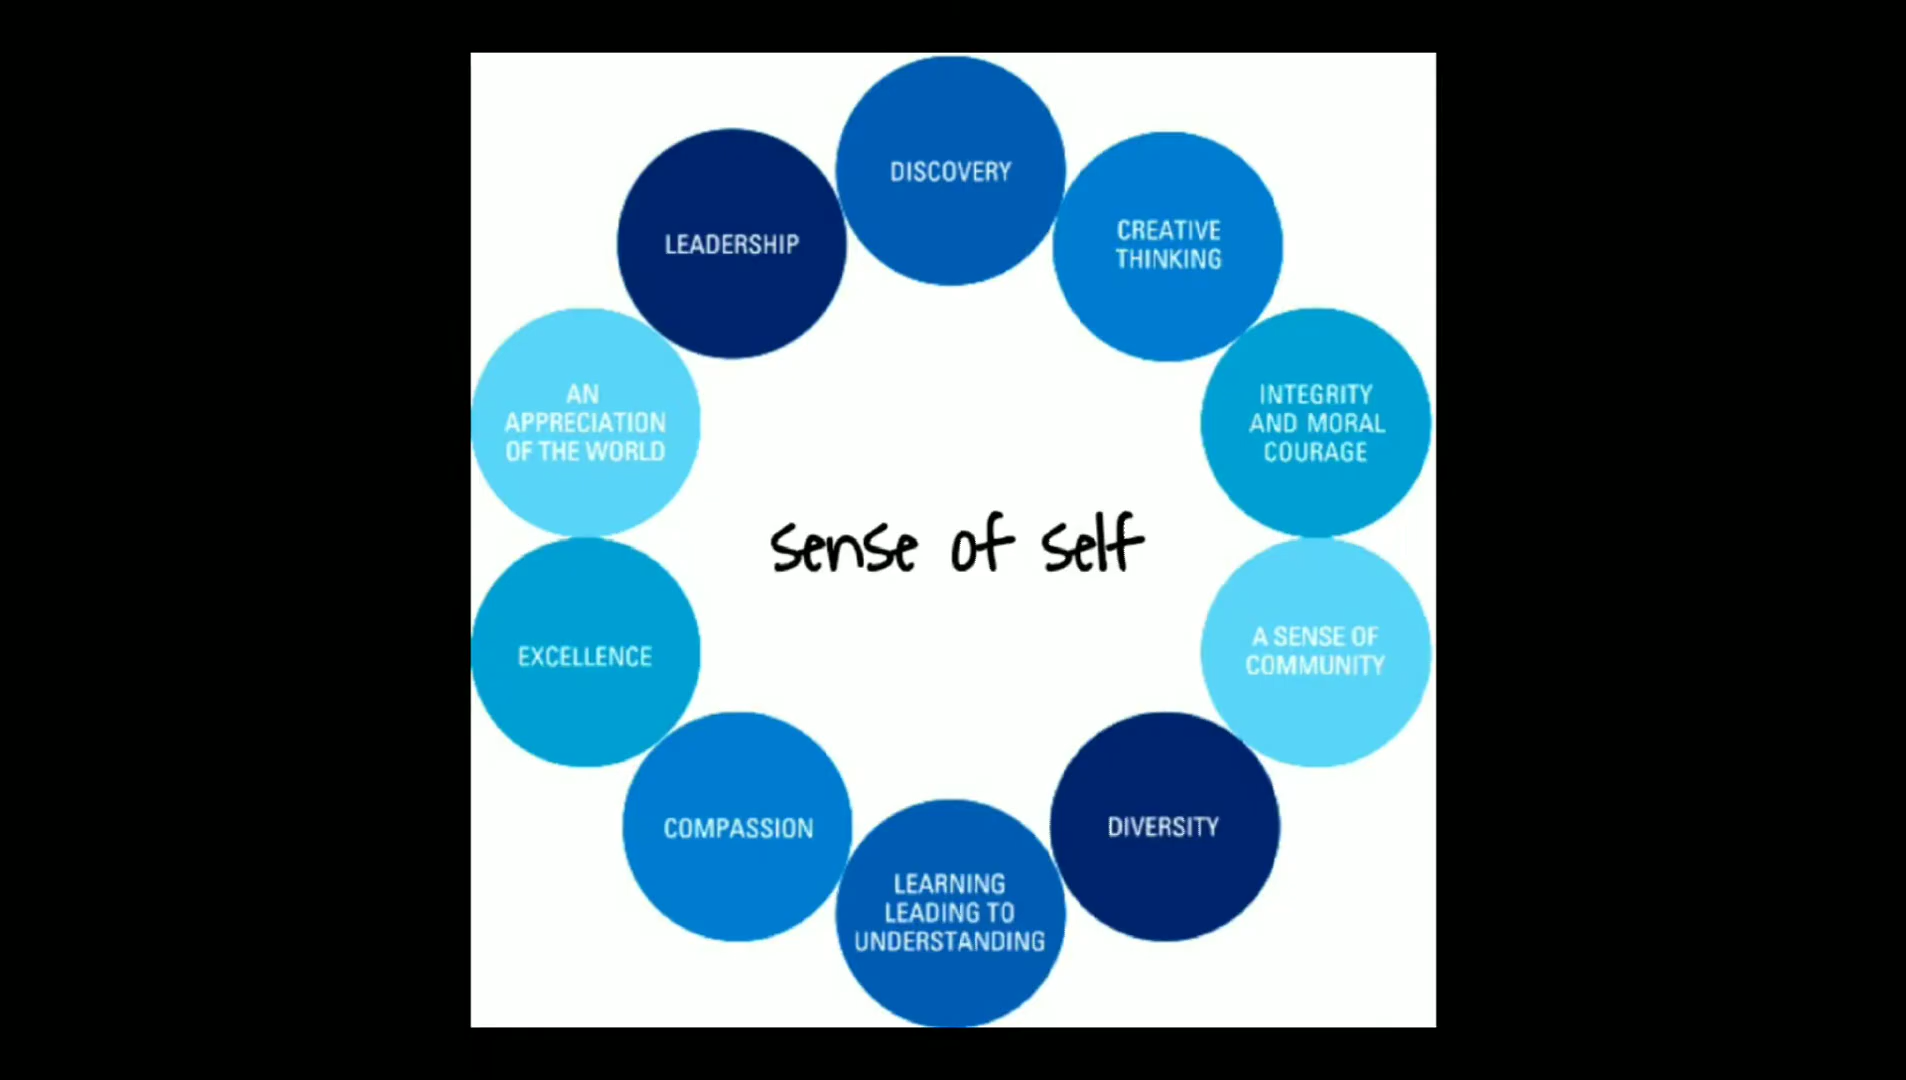 DISCOVERY
CREATIVE
THINKING
LEADERSHIP
INTEGRITY
AND MORAL
COURAGE
AN
APPRECIATION
OF THE WORLD
sense of self
A SENSE OF
COMMUNITY
EXCELLENCE
DIVERSITY
COMPASSION
LEARNING
LEADING TO
UNDERSTANDING